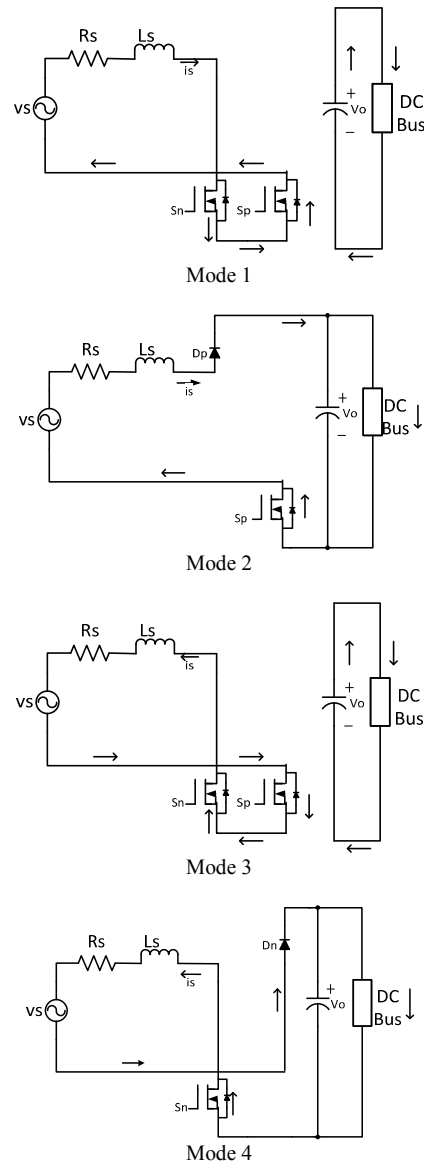 Rs
Ls
is
vs
+
Vo
−
DC
Bus
Sn
Sp
Mode 1
Rs
Ls
Dp
is
vs
+
Vo
−
DC
Bus
Sp
Mode 2
Rs
Ls
is
vs
+
Vo
−
DC
Bus
Sn
Sp
Mode 3
Rs
Ls
Dn
is
vs
+
Vo
−
DC
Bus
Sn
Mode 4